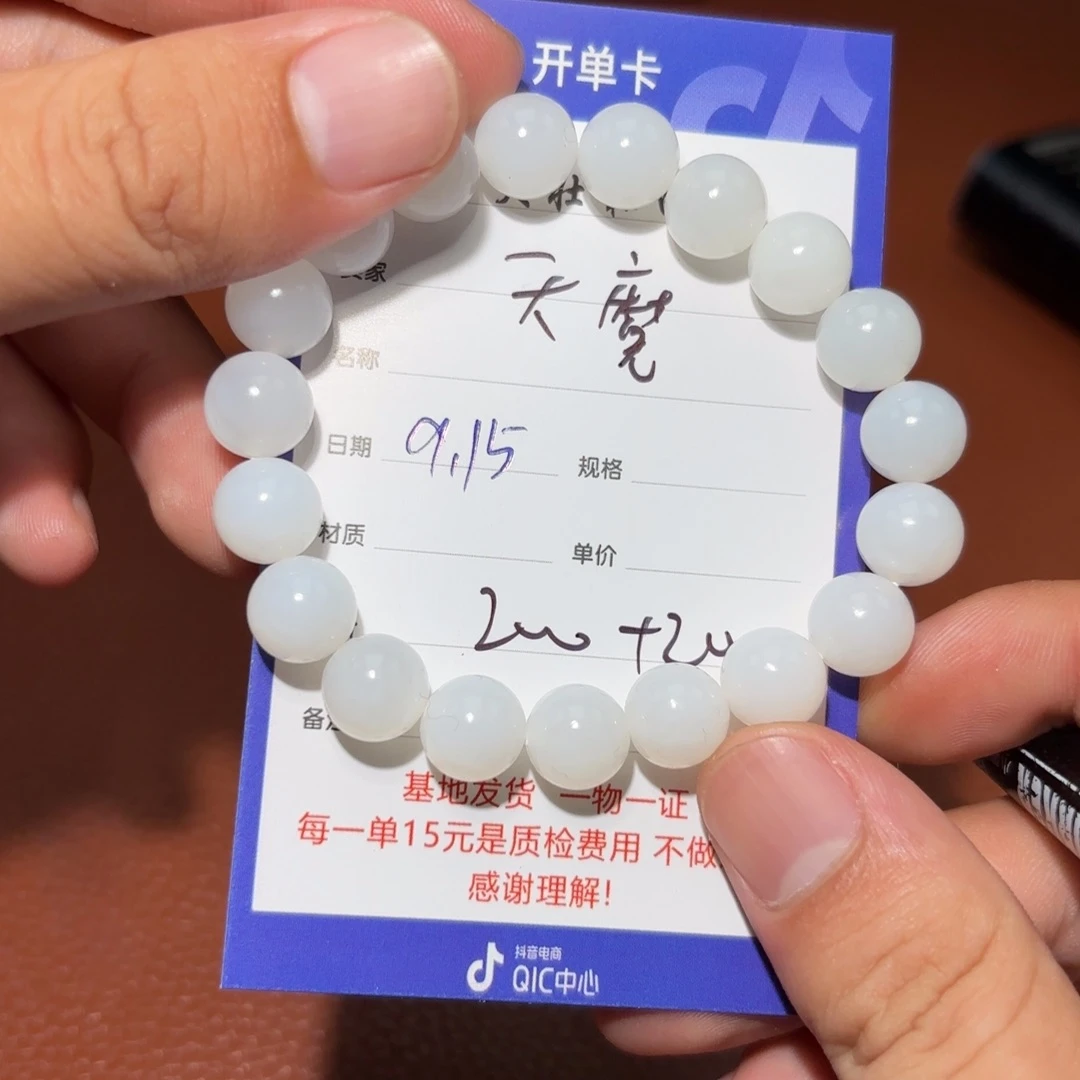 开单卡
天魔
名称
日期 9.15 规格
材质 单价
基地发货 一物一证
每一单15元是质检费用 不做
感谢理解!
抖音电商
QIC中心